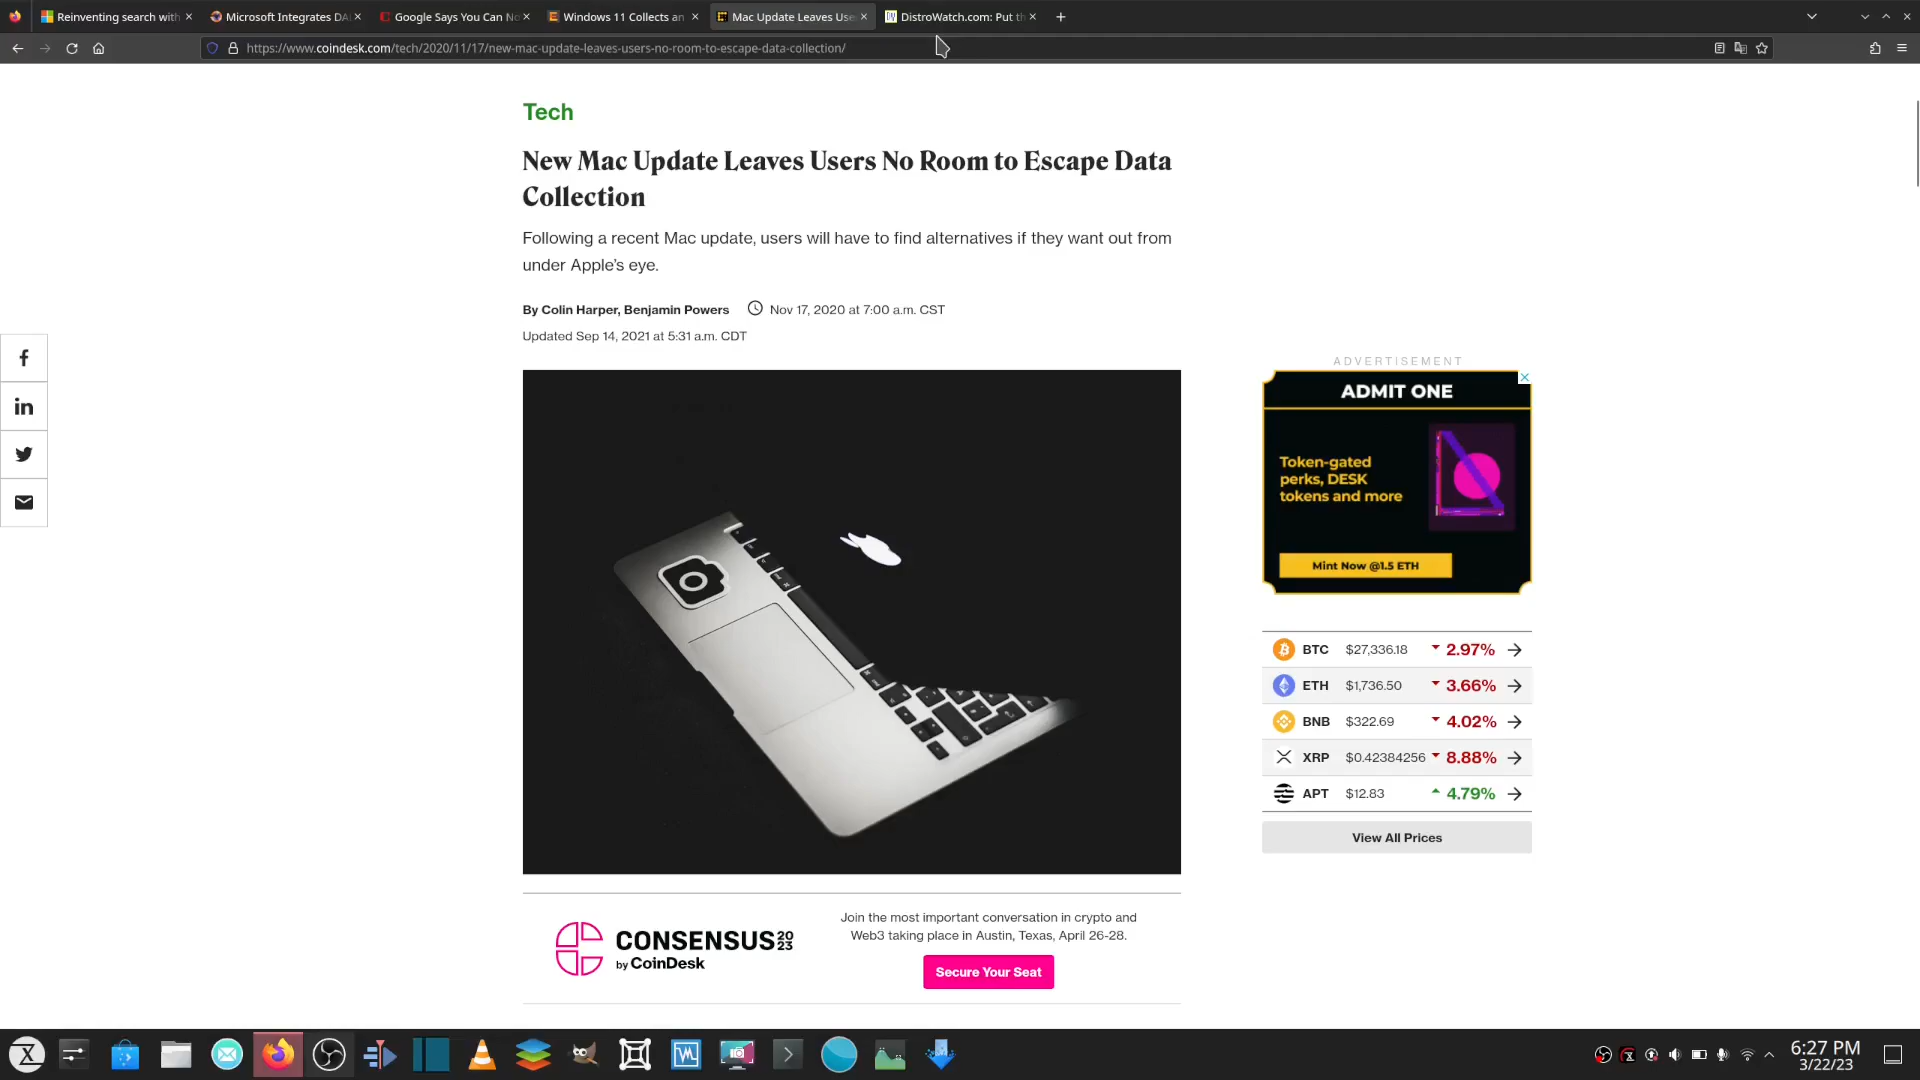 Reinventing search with
Microsoft Integrates DA
Google Says You Can No
Windows 11 Collects an
Mac Update Leaves Use
DistroWatch.com: Put th
https://www.coindesk.com/tech/2020/11/17/new-mac-update-leaves-users-no-room-to-escape-data-collection/
Tech
New Mac Update Leaves Users No Room to Escape Data
Collection
Following a recent Mac update, users will have to find alternatives if they want out from
under Apple's eye.
By Colin Harper, Benjamin Powers Nov 17, 2020 at 7:00 a.m. CST
Updated Sep 14, 2021 at 5:31 a.m. CDT
ADVERTISEMENT
ADMIT ONE
Token-gated
perks, DESK
tokens and more
Mint Now @1.5 ETH
BTC $27,336.18 2.97%
ETH $1,736.50 3.66%
BNB $322.69 4.02%
XRP $0.42384256 8.88%
APT $12.83 4.79%
View All Prices
CONSENSUS 20
23
by CoinDesk
Join the most important conversation in crypto and
Web3 taking place in Austin, Texas, April 26-28.
Secure Your Seat
6:27 PM
3/22/23